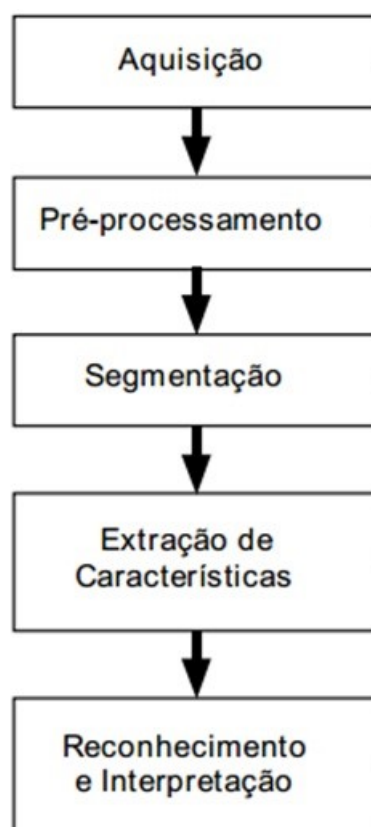 Aquisição
Pré-processamento
Segmentação
Extração de
Características
Reconhecimento
e Interpretação